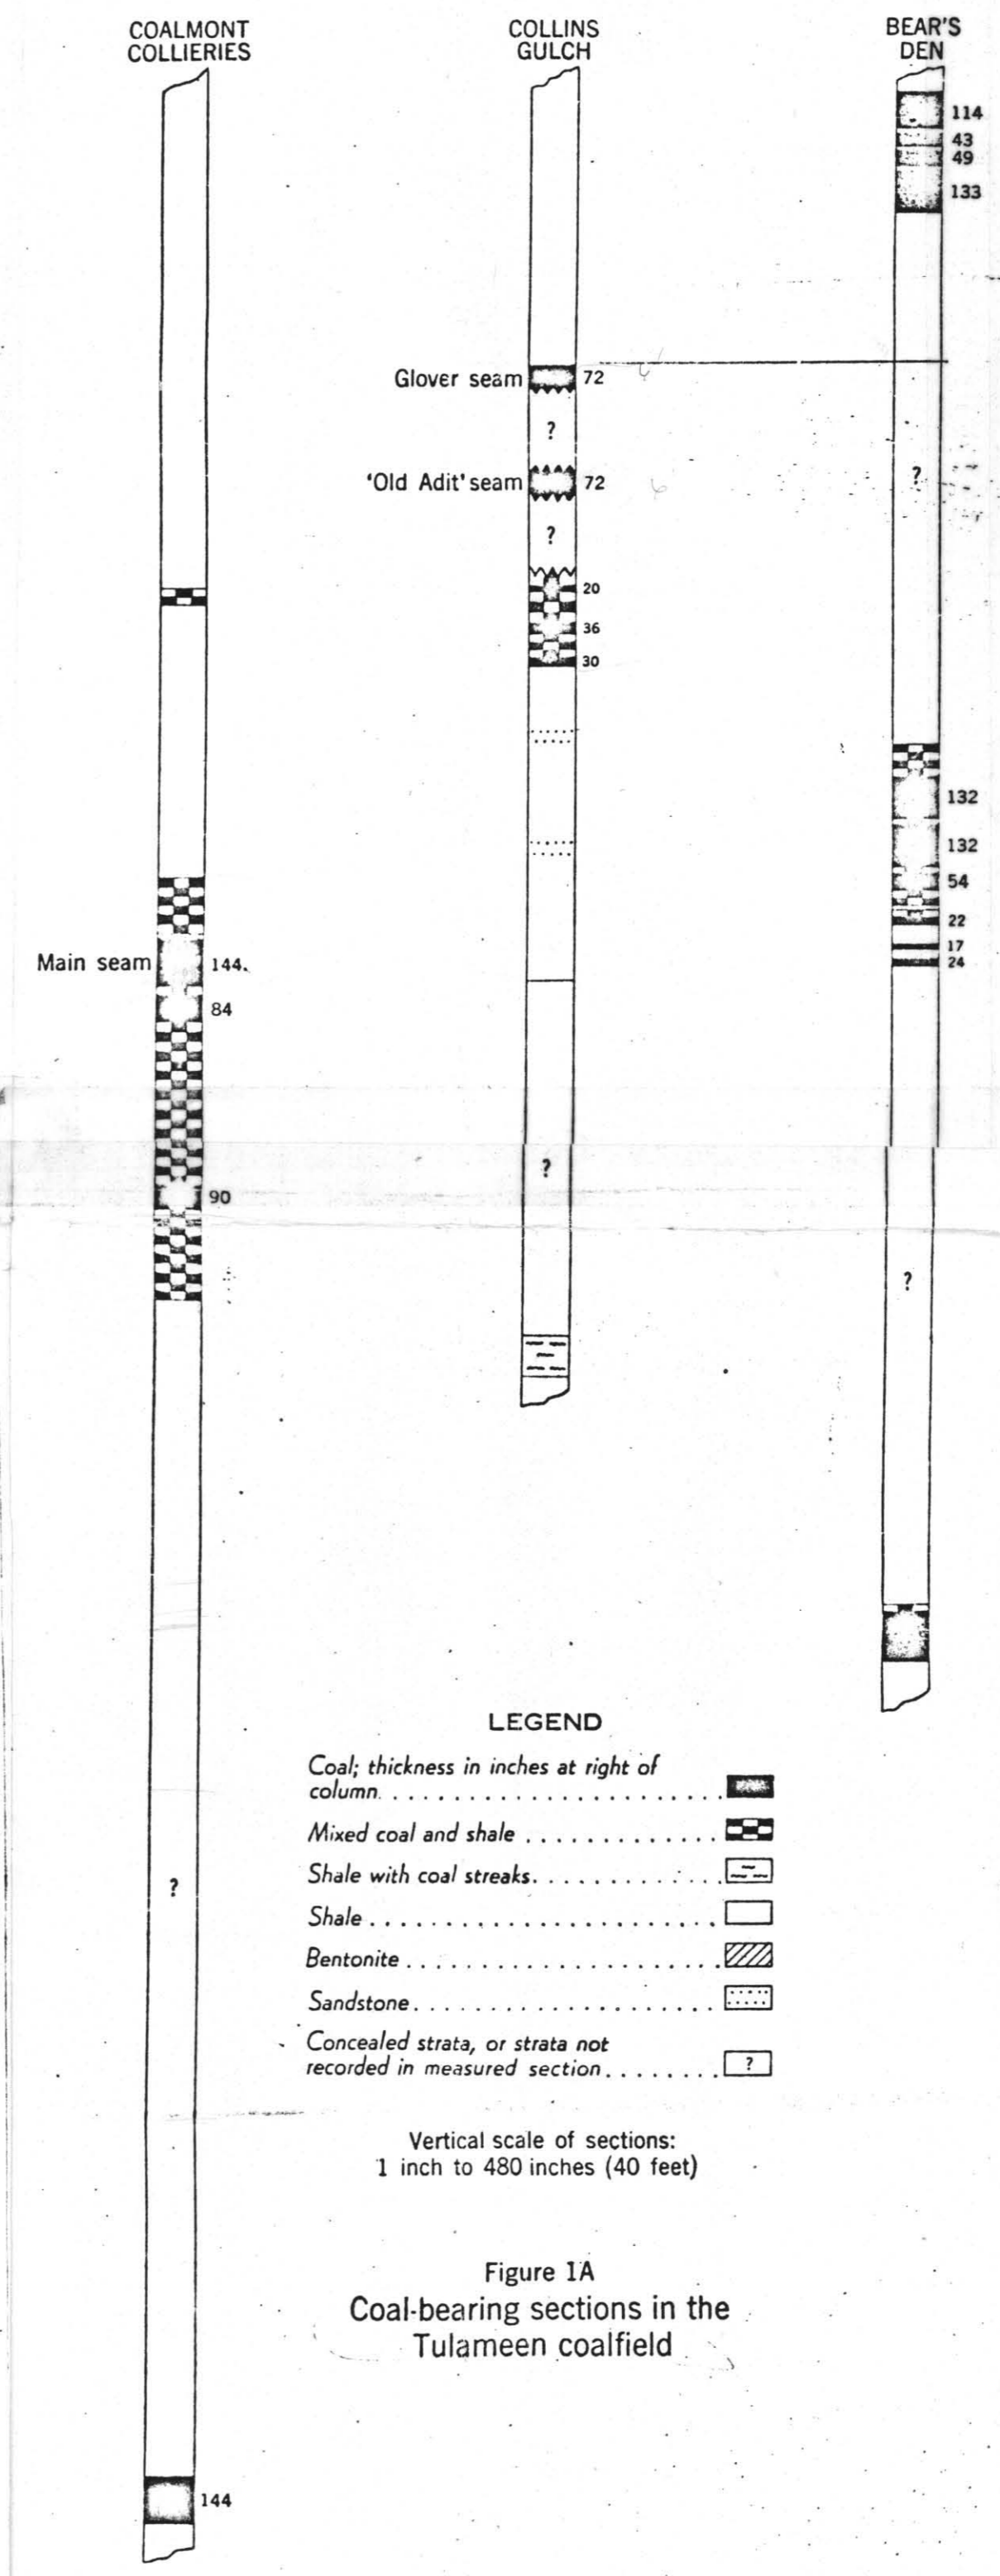 COALMONT
COLLIERIES
COLLINS
GULCH
BEAR'S
DEN
114
43
49
133
Glover seam
72
?
'Old Adit' seam
72
?
?
20
36
30
132
132
54
22
17
24
Main seam
144
84
?
90
?
LEGEND
Coal; thickness in inches at right of
column
Mixed coal and shale
Shale with coal streaks
Shale
?
Bentonite
Sandstone
Concealed strata, or strata not
recorded in measured section
?
Vertical scale of sections:
1 inch to 480 inches (40 feet)
Figure 1A
Coal-bearing sections in the
Tulameen coalfield
144